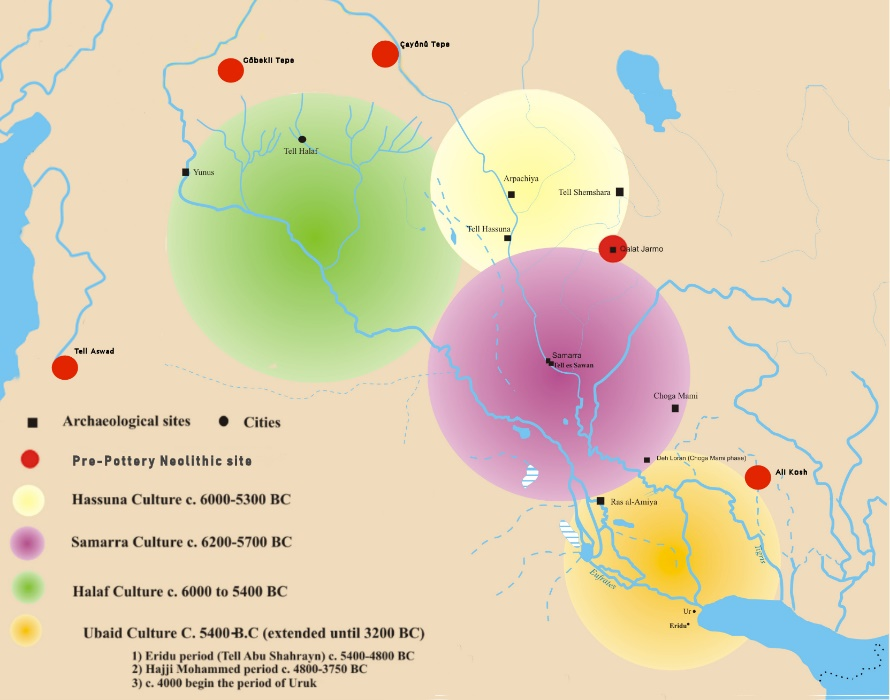 Göbekli Tepe
Çayönü Tepe
Tell Halaf
Yunus
Arpachiya
Tell Shemshara
Tell Hassuna
Qalat Jarmo
Tell Aswad
Samarra
Tell es Sawan
Choga Mami
Deh Loran (Choga Mami phase)
Ali Kosh
Ras al-Amiya
Tigris
Eufrates
Ur
Eridu
Archaeological sites
Cities
Pre-Pottery Neolithic site
Hassuna Culture c. 6000-5300 BC
Samarra Culture c. 6200-5700 BC
Halaf Culture c. 6000 to 5400 BC
Ubaid Culture C. 5400-B.C (extended until 3200 BC)
1) Eridu period (Tell Abu Shahrayn) c. 5400-4800 BC
2) Hajji Mohammed period c. 4800-3750 BC
3) c. 4000 begin the period of Uruk